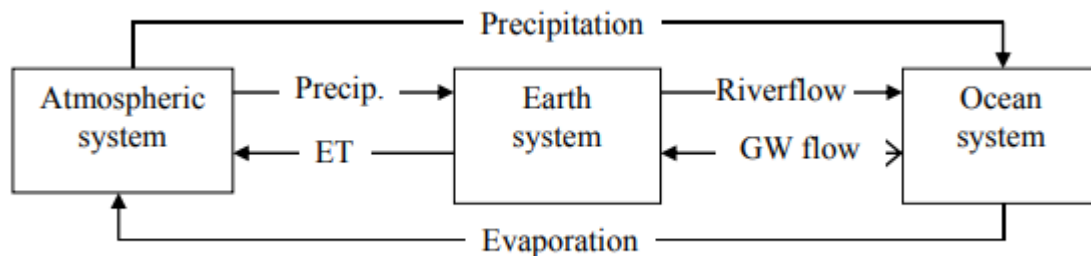 Precipitation
Atmospheric
system
Precip.
ET
Earth
system
Riverflow
GW flow
Ocean
system
Evaporation